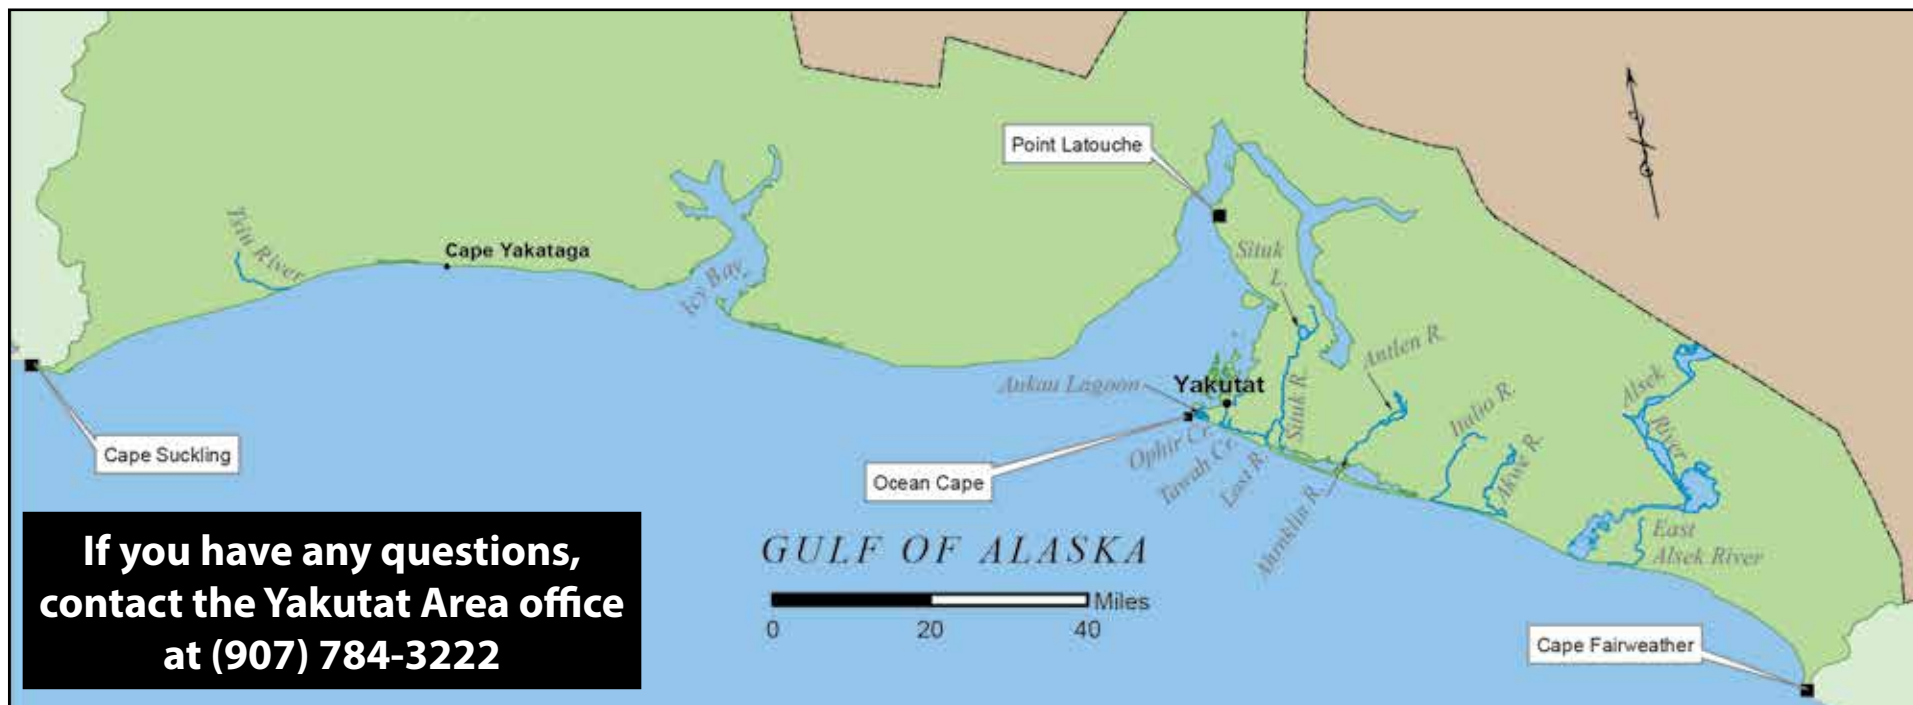 Point Latouche
Tsiu River
Cape Yakataga
Icy Bay
Situk
L.
Antlen R.
Ankau Lagoon
Yakutat
Situk R.
Alsek
River
Italio R.
Akwe R.
Cape Suckling
Ocean Cape
Ophir Cr.
Tawah Cr.
Lost R.
Ahrnklin R.
East
Alsek River
GULF OF ALASKA
Miles
0 20 40
If you have any questions,
contact the Yakutat Area office
at (907) 784-3222
Cape Fairweather